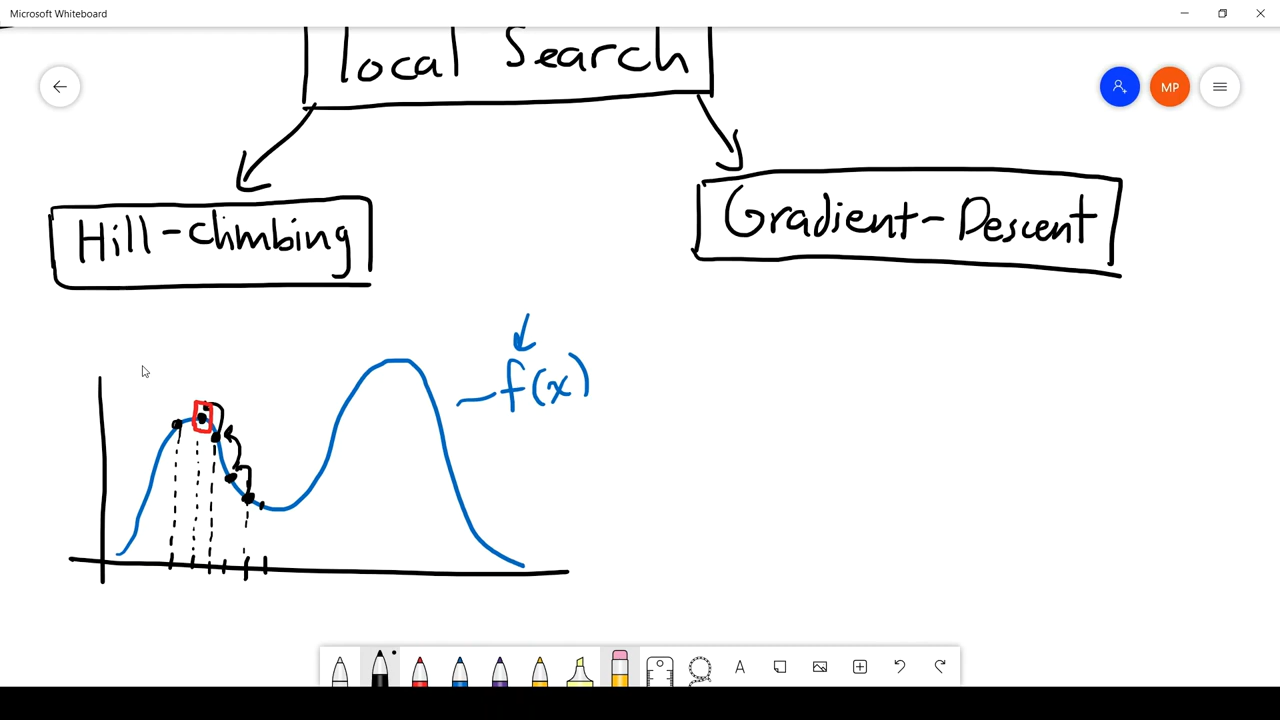 Microsoft Whiteboard
local Search
MP
Hill-Climbing
Gradient-Descent
f(x)
A